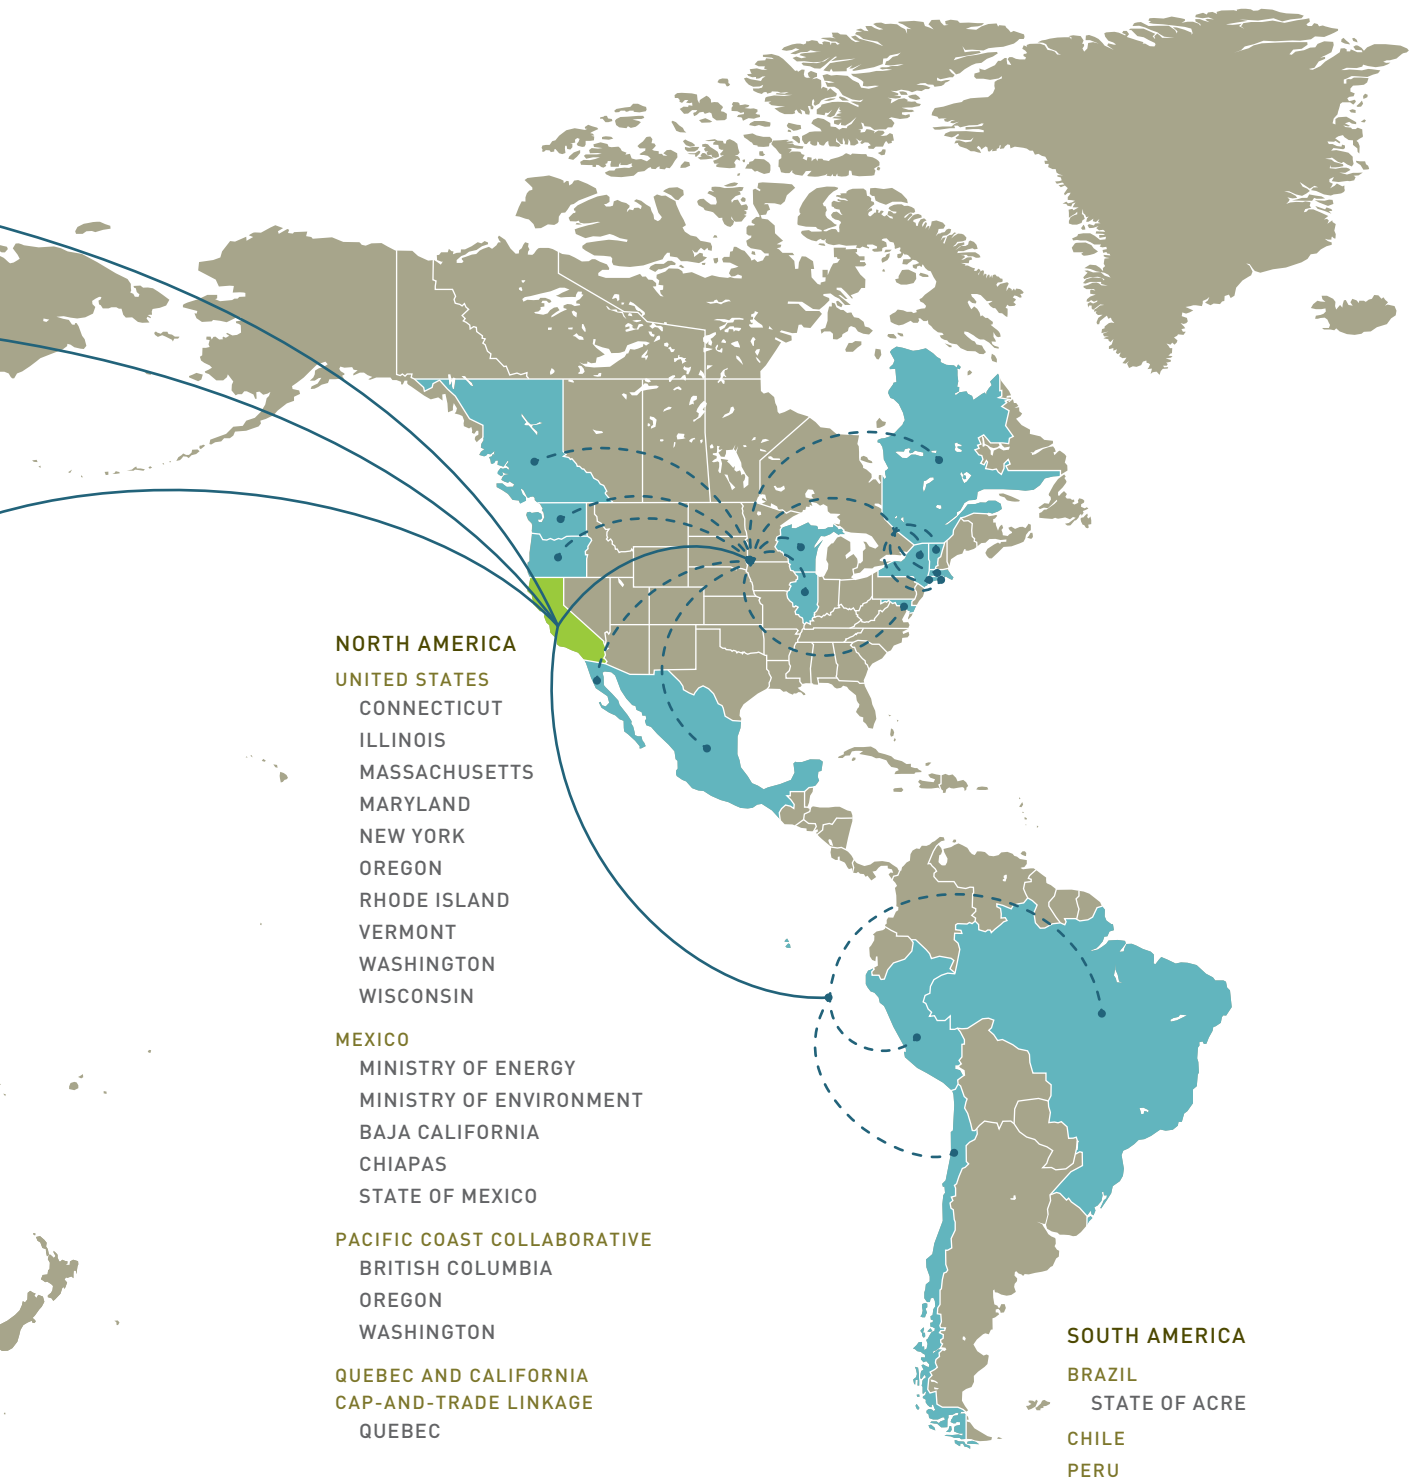 NORTH AMERICA
UNITED STATES
CONNECTICUT
ILLINOIS
MASSACHUSETTS
MARYLAND
NEW YORK
OREGON
RHODE ISLAND
VERMONT
WASHINGTON
WISCONSIN
MEXICO
MINISTRY OF ENERGY
MINISTRY OF ENVIRONMENT
BAJA CALIFORNIA
CHIAPAS
STATE OF MEXICO
PACIFIC COAST COLLABORATIVE
BRITISH COLUMBIA
OREGON
WASHINGTON
QUEBEC AND CALIFORNIA
CAP-AND-TRADE LINKAGE
QUEBEC
SOUTH AMERICA
BRAZIL
STATE OF ACRE
CHILE
PERU